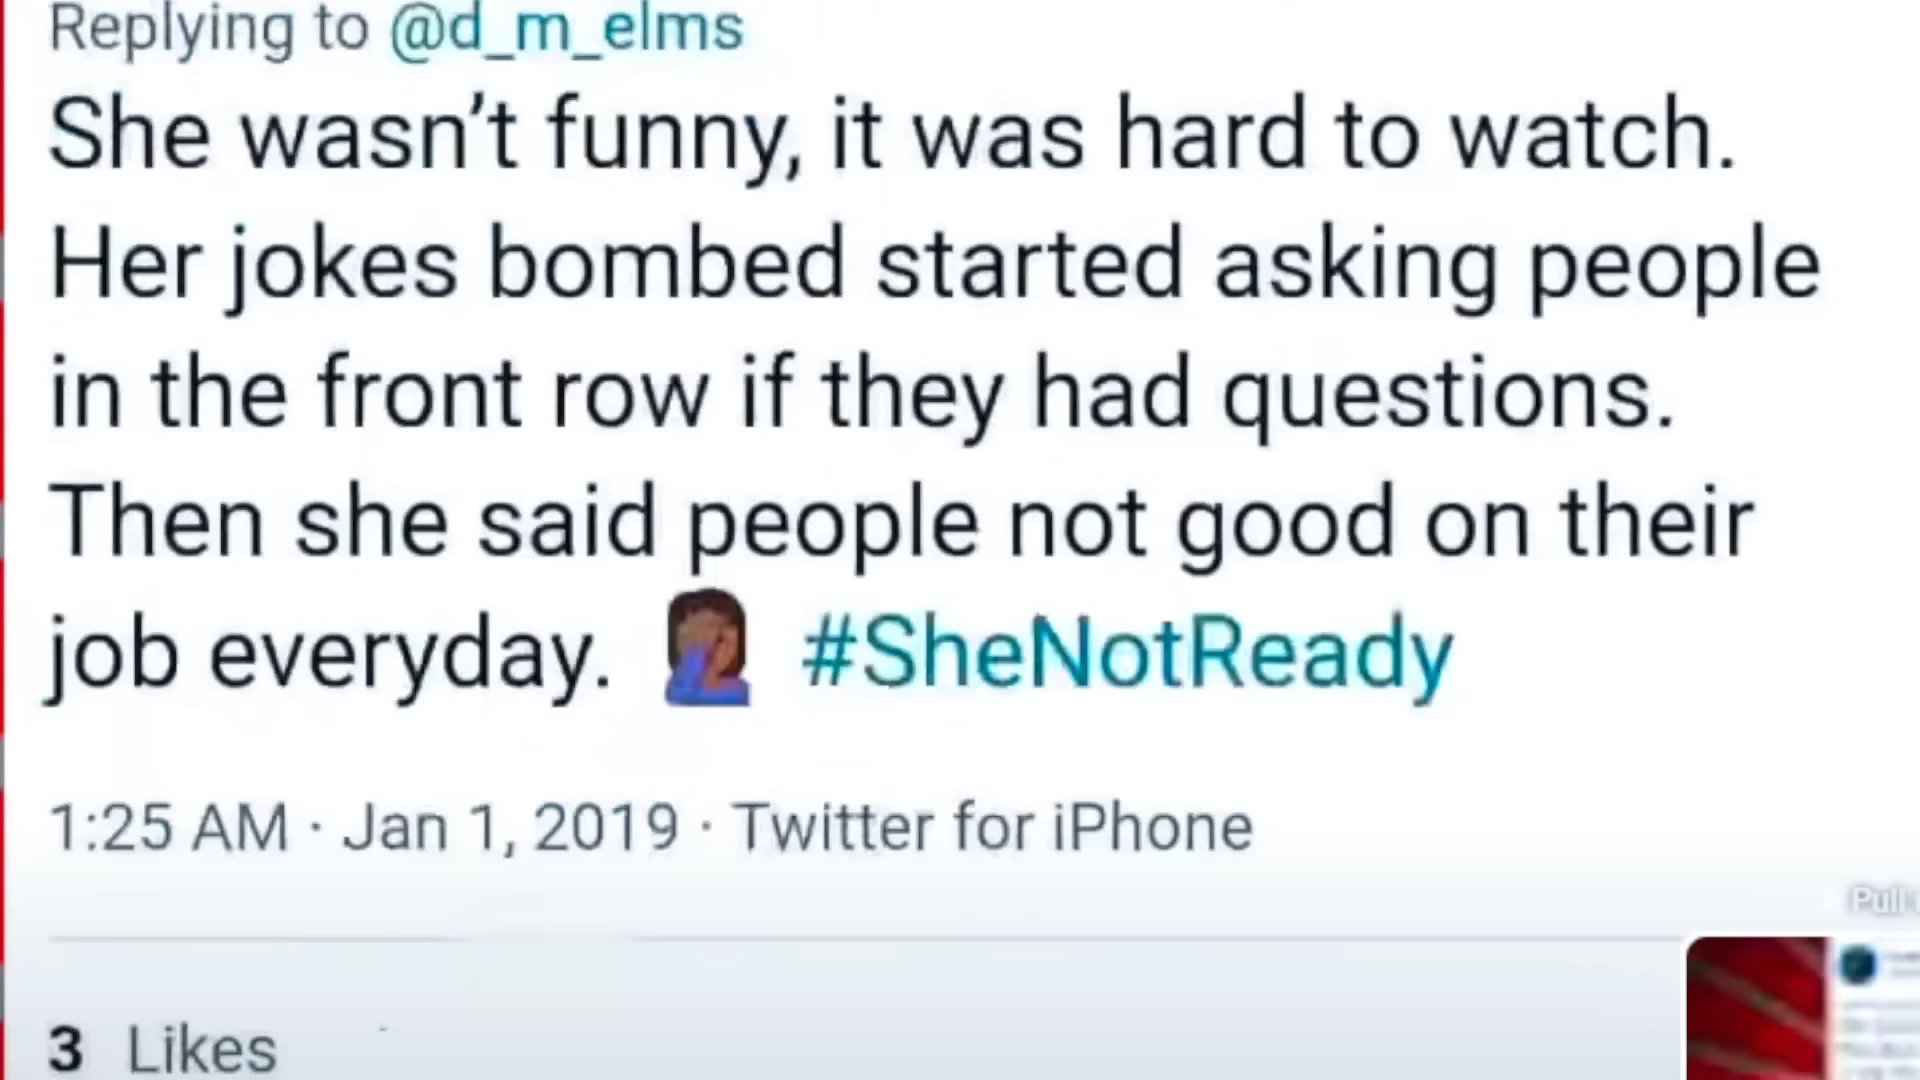 Replying to @d_m_elms
She wasn't funny, it was hard to watch.
Her jokes bombed started asking people
in the front row if they had questions.
Then she said people not good on their
job everyday. 🤦🏾‍♀️ #SheNotReady
1:25 AM · Jan 1, 2019 · Twitter for iPhone
Pull
3 Likes